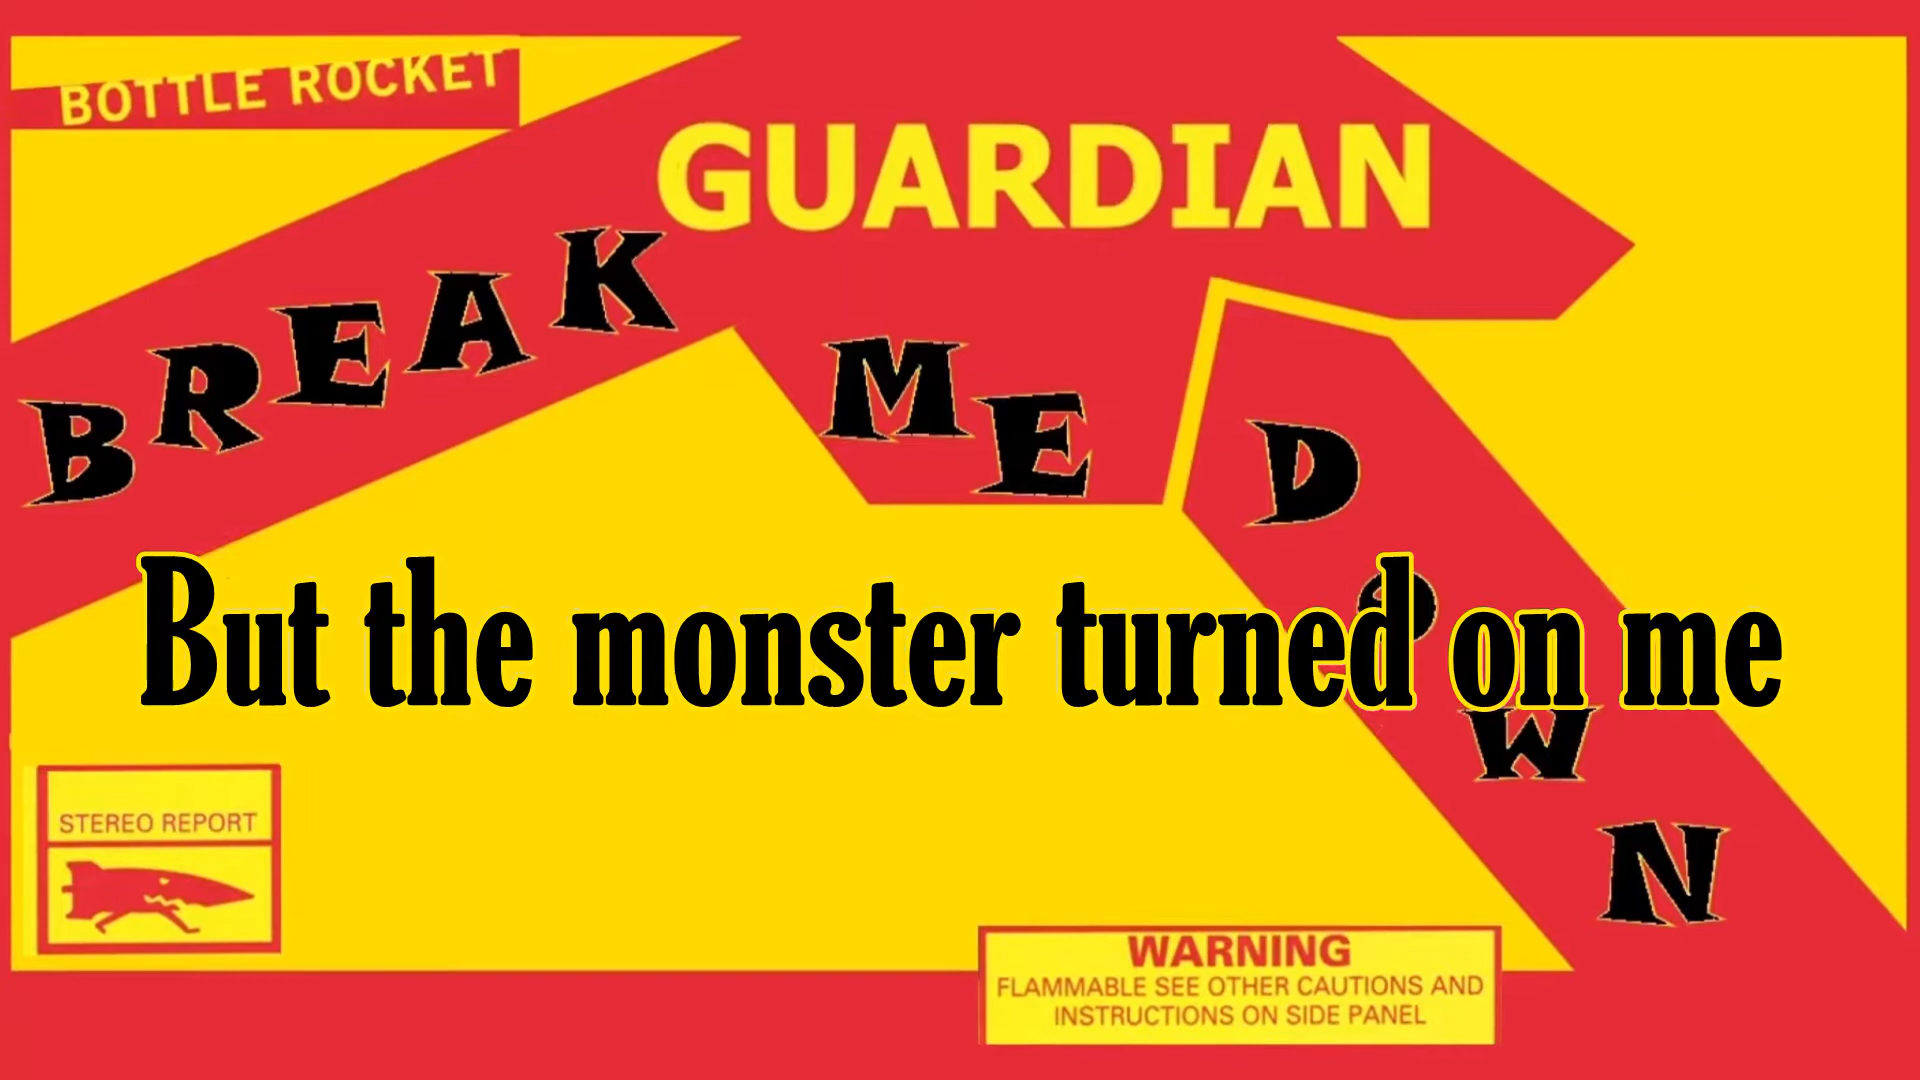 BOTTLE ROCKET
GUARDIAN
BREAK ME DOWN
But the monster turned on me
STEREO REPORT
WARNING
FLAMMABLE SEE OTHER CAUTIONS AND
INSTRUCTIONS ON SIDE PANEL